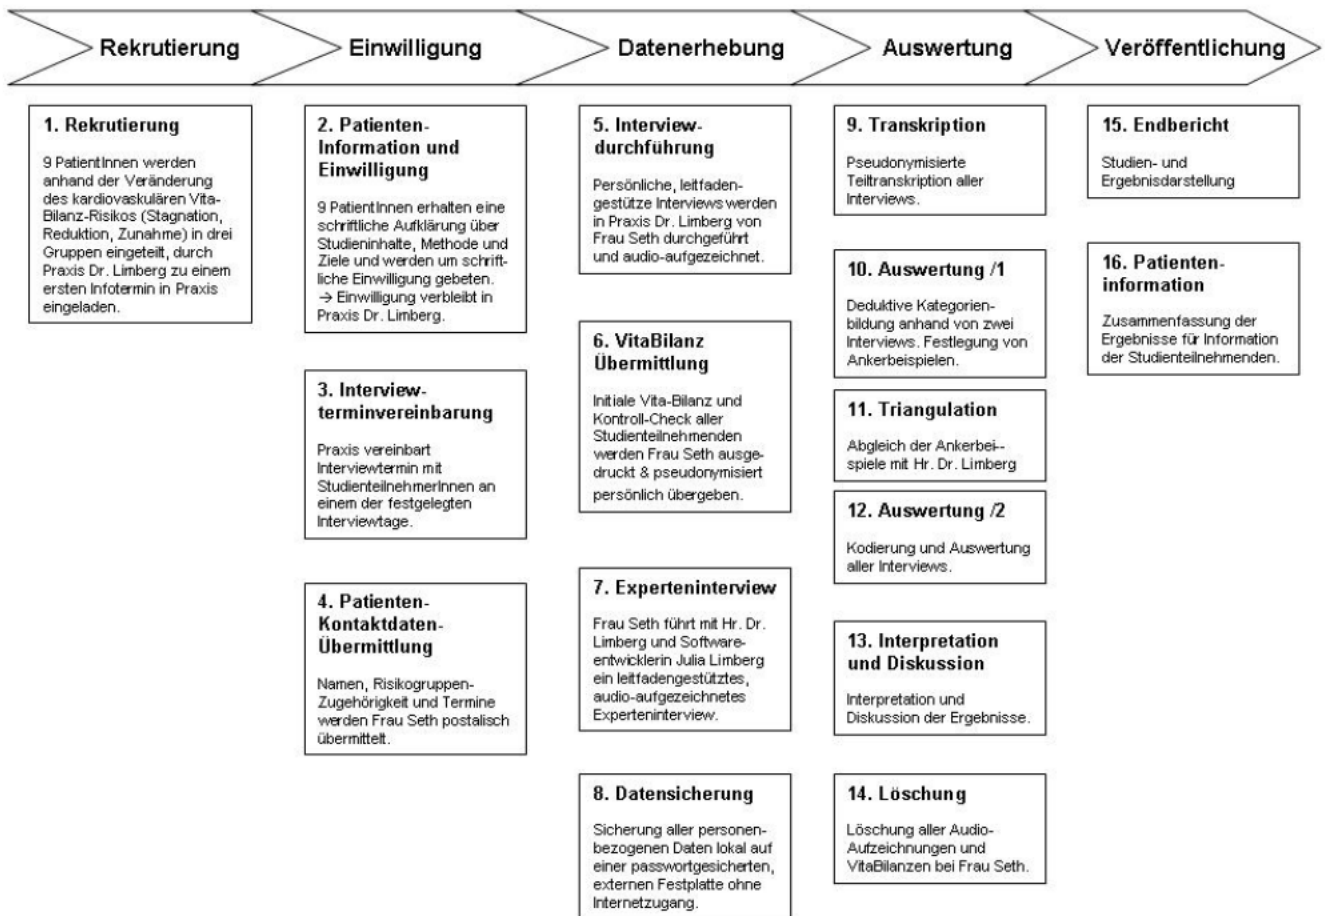 Rekrutierung
Einwilligung
Datenerhebung
Auswertung
Veröffentlichung
1. Rekrutierung
9 PatientInnen werden
anhand der Veränderung
des kardiovaskulären Vita-
Bilanz-Risikos (Stagnation,
Reduktion, Zunahme) in drei
Gruppen eingeteilt, durch
Praxis Dr. Limberg zu einem
ersten Infotermin in Praxis
eingeladen.
2. Patienten-
Information und
Einwilligung
9 PatientInnen erhalten eine
schriftliche Aufklärung über
Studieninhalte, Methode und
Ziele und werden um schrift-
liche Einwilligung gebeten.
→ Einwilligung verbleibt in
Praxis Dr. Limberg.
3. Interview-
terminvereinbarung
Praxis vereinbart
Interviewtermin mit
StudienteilnehmerInnen an
einem der festgelegten
Interviewtage.
4. Patienten-
Kontaktdaten-
Übermittlung
Namen, Risikogruppen-
Zugehörigkeit und Termine
werden Frau Seth postalisch
übermittelt.
5. Interview-
durchführung
Persönliche, leitfaden-
gestütze Interviews werden
in Praxis Dr. Limberg von
Frau Seth durchgeführt
und audio-aufgezeichnet.
6. VitaBilanz
Übermittlung
Initiale Vita-Bilanz und
Kontroll-Check aller
Studienteilnehmenden
werden Frau Seth ausge-
druckt & pseudonymisiert
persönlich übergeben.
7. Experteninterview
Frau Seth führt mit Hr. Dr.
Limberg und Software-
entwicklerin Julia Limberg
ein leitfadengestütztes,
audio-aufgezeichnetes
Experteninterview.
8. Datensicherung
Sicherung aller personen-
bezogenen Daten lokal auf
einer passwortgesicherten,
externen Festplatte ohne
Internetzugang.
9. Transkription
Pseudonymisierte
Teiltranskription aller
Interviews.
10. Auswertung /1
Deduktive Kategorien-
bildung anhand von zwei
Interviews. Festlegung von
Ankerbeispielen.
11. Triangulation
Abgleich der Ankerbei--
spiele mit Hr. Dr. Limberg
12. Auswertung /2
Kodierung und Auswertung
aller Interviews.
13. Interpretation
und Diskussion
Interpretation und
Diskussion der Ergebnisse.
14. Löschung
Löschung aller Audio-
Aufzeichnungen und
VitaBilanzen bei Frau Seth.
15. Endbericht
Studien- und
Ergebnisdarstellung
16. Patienten-
information
Zusammenfassung der
Ergebnisse für Information
der Studienteilnehmenden.